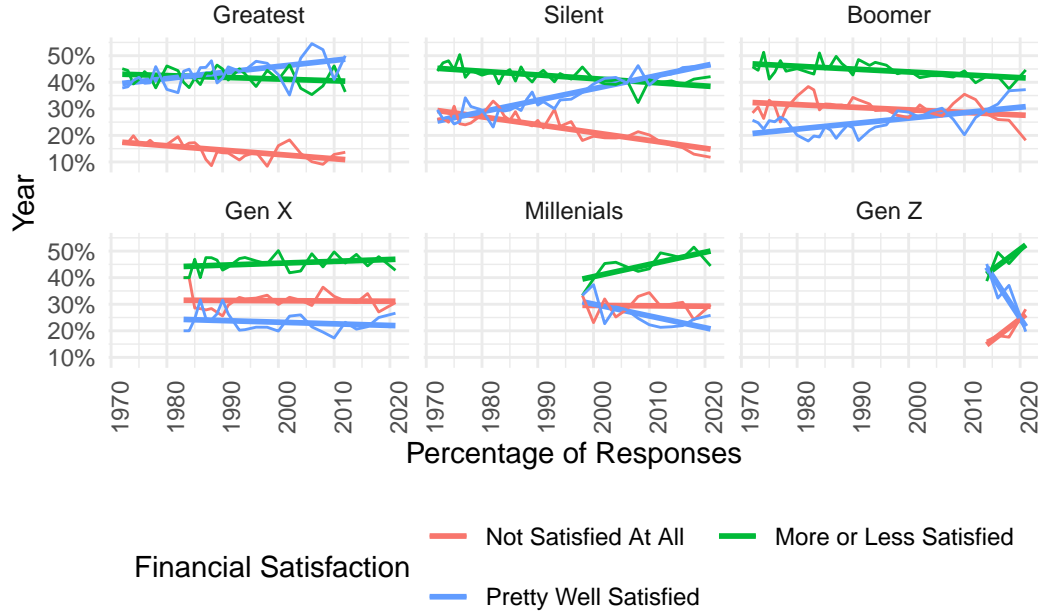 Greatest Silent Boomer
50%
40%
30%
20%
10%
Year
Gen X Millenials Gen Z
50%
40%
30%
20%
10%
1970 1980 1990 2000 2010 2020 1970 1980 1990 2000 2010 2020 1970 1980 1990 2000 2010 2020
Percentage of Responses
Financial Satisfaction
Not Satisfied At All More or Less Satisfied
Pretty Well Satisfied